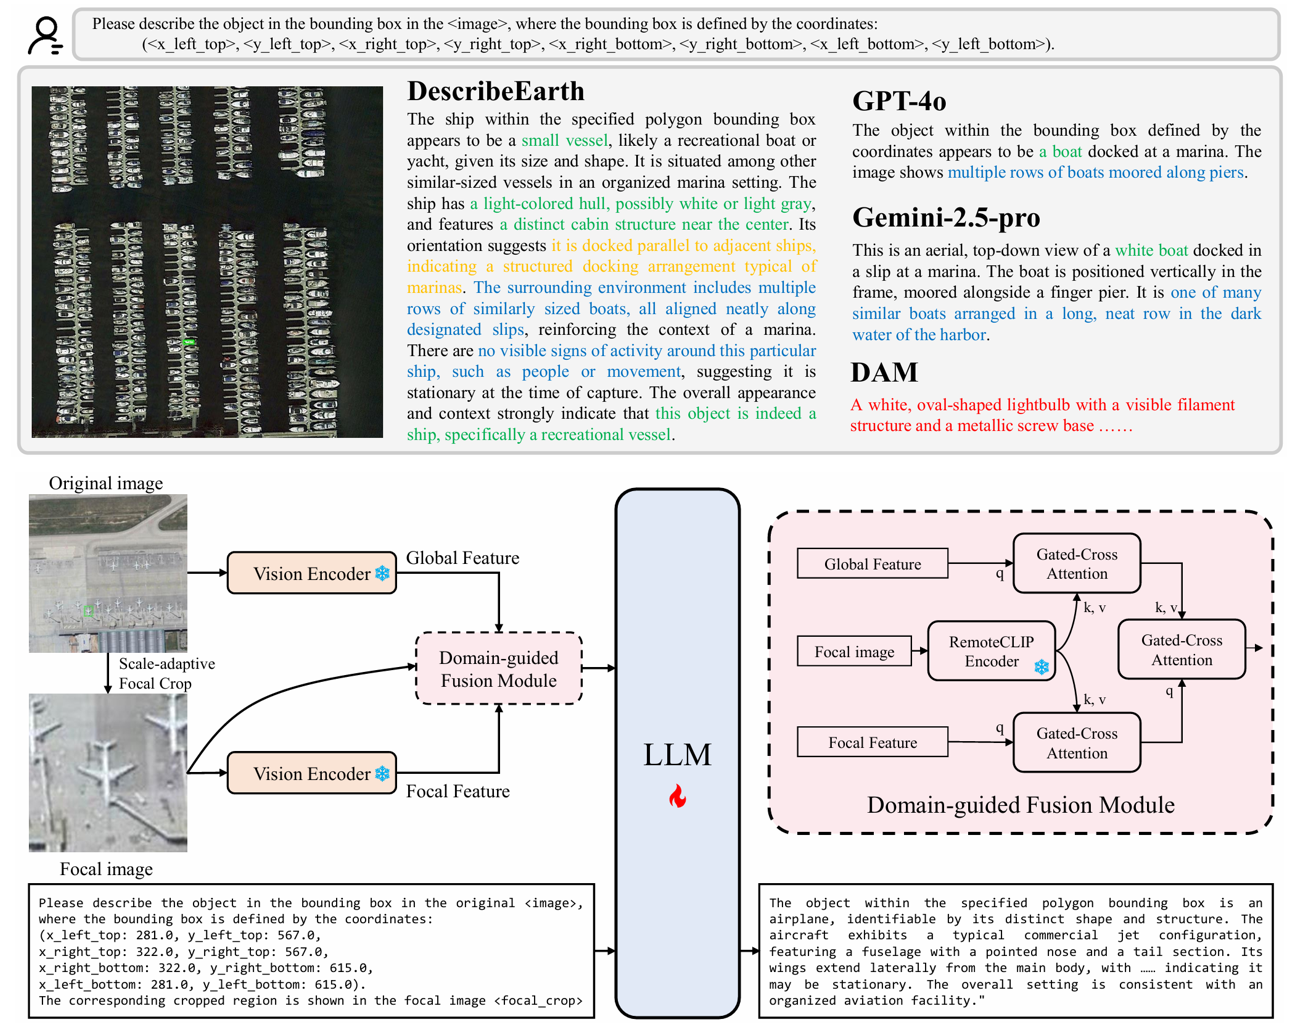 Please describe the object in the bounding box in the <image>, where the bounding box is defined by the coordinates:
(<x_left_top>, <y_left_top>, <x_right_top>, <y_right_top>, <x_right_bottom>, <y_right_bottom>, <x_left_bottom>, <y_left_bottom>).
DescribeEarth
The ship within the specified polygon bounding box
appears to be a small vessel, likely a recreational boat or
yacht, given its size and shape. It is situated among other
similar-sized vessels in an organized marina setting. The
ship has a light-colored hull, possibly white or light gray,
and features a distinct cabin structure near the center. Its
orientation suggests it is docked parallel to adjacent ships,
indicating a structured docking arrangement typical of
marinas. The surrounding environment includes multiple
rows of similarly sized boats, all aligned neatly along
designated slips, reinforcing the context of a marina.
There are no visible signs of activity around this particular
ship, such as people or movement, suggesting it is
stationary at the time of capture. The overall appearance
and context strongly indicate that this object is indeed a
ship, specifically a recreational vessel.
GPT-4o
The object within the bounding box defined by the
coordinates appears to be a boat docked at a marina. The
image shows multiple rows of boats moored along piers.
Gemini-2.5-pro
This is an aerial, top-down view of a white boat docked in
a slip at a marina. The boat is positioned vertically in the
frame, moored alongside a finger pier. It is one of many
similar boats arranged in a long, neat row in the dark
water of the harbor.
DAM
A white, oval-shaped lightbulb with a visible filament
structure and a metallic screw base ……
Original image
Vision Encoder
Global Feature
Scale-adaptive
Focal Crop
Domain-guided
Fusion Module
Vision Encoder
Focal Feature
Focal image
LLM
Global Feature
q
Gated-Cross
Attention
k, v
k, v
Focal image
RemoteCLIP
Encoder
Gated-Cross
Attention
k, v
q
Focal Feature
q
Gated-Cross
Attention
Domain-guided Fusion Module
Please describe the object in the bounding box in the original <image>,
where the bounding box is defined by the coordinates:
(x_left_top: 281.0, y_left_top: 567.0,
x_right_top: 322.0, y_right_top: 567.0,
x_right_bottom: 322.0, y_right_bottom: 615.0,
x_left_bottom: 281.0, y_left_bottom: 615.0).
The corresponding cropped region is shown in the focal image <focal_crop>
The object within the specified polygon bounding box is an
airplane, identifiable by its distinct shape and structure. The
aircraft exhibits a typical commercial jet configuration,
featuring a fuselage with a pointed nose and a tail section. Its
wings extend laterally from the main body, with …… indicating it
may be stationary. The overall setting is consistent with an
organized aviation facility."